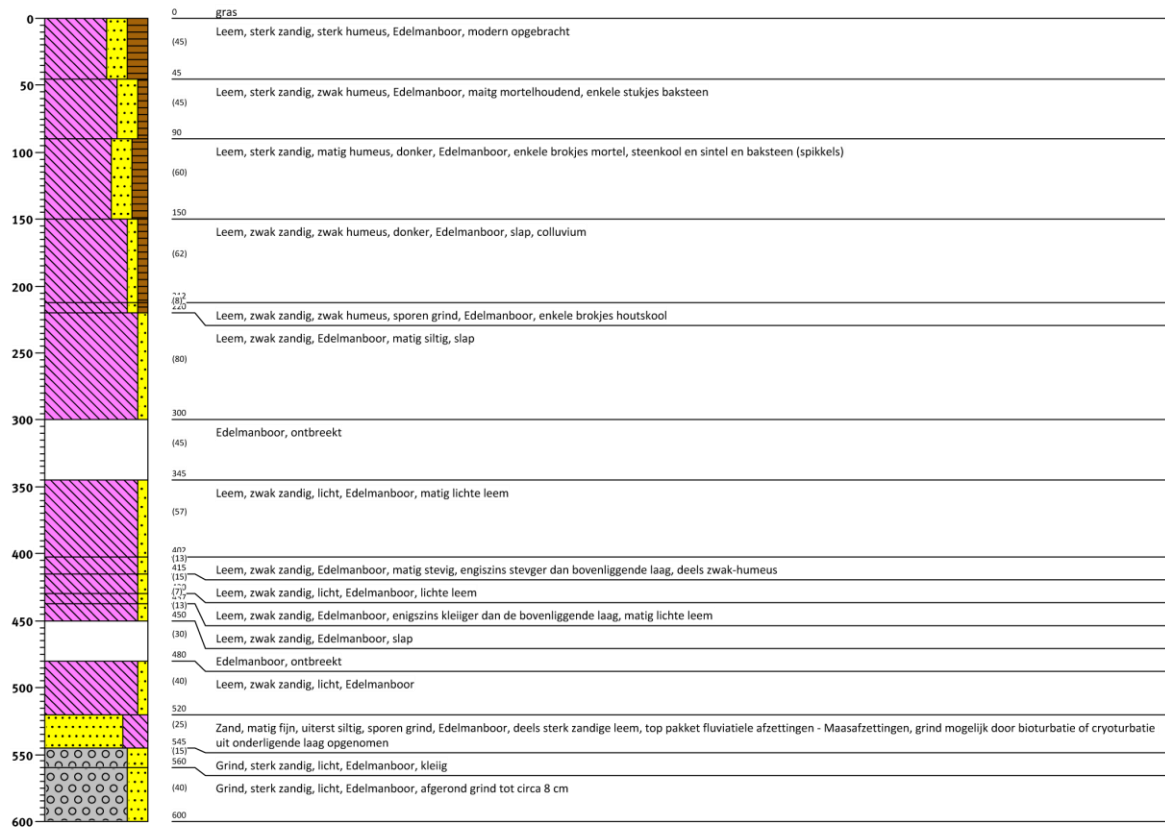 0 gras
0 Leem, sterk zandig, sterk humeus, Edelmanboor, modern opgebracht
(45)
45
50 Leem, sterk zandig, zwak humeus, Edelmanboor, maitg mortelhoudend, enkele stukjes baksteen
(45)
90
100 Leem, sterk zandig, matig humeus, donker, Edelmanboor, enkele brokjes mortel, steenkool en sintel en baksteen (spikkels)
(60)
150
150 Leem, zwak zandig, zwak humeus, donker, Edelmanboor, slap, colluvium
(62)
200
(8)
220
Leem, zwak zandig, zwak humeus, sporen grind, Edelmanboor, enkele brokjes houtskool
Leem, zwak zandig, Edelmanboor, matig siltig, slap
250 (80)
300
300 Edelmanboor, ontbreekt
(45)
345
350 Leem, zwak zandig, licht, Edelmanboor, matig lichte leem
(57)
400 402
(13)
415 Leem, zwak zandig, Edelmanboor, matig stevig, engiszins stevger dan bovenliggende laag, deels zwak-humeus
(15)
Leem, zwak zandig, licht, Edelmanboor, lichte leem
(7)
(13)
Leem, zwak zandig, Edelmanboor, enigszins kleiiger dan de bovenliggende laag, matig lichte leem
450 450
(30) Leem, zwak zandig, Edelmanboor, slap
480 Edelmanboor, ontbreekt
(40) Leem, zwak zandig, licht, Edelmanboor
500
520
(25) Zand, matig fijn, uiterst siltig, sporen grind, Edelmanboor, deels sterk zandige leem, top pakket fluviatiele afzettingen - Maasafzettingen, grind mogelijk door bioturbatie of cryoturbatie
uit onderligende laag opgenomen
545
550 (15)
560 Grind, sterk zandig, licht, Edelmanboor, kleiig
(40) Grind, sterk zandig, licht, Edelmanboor, afgerond grind tot circa 8 cm
600
600